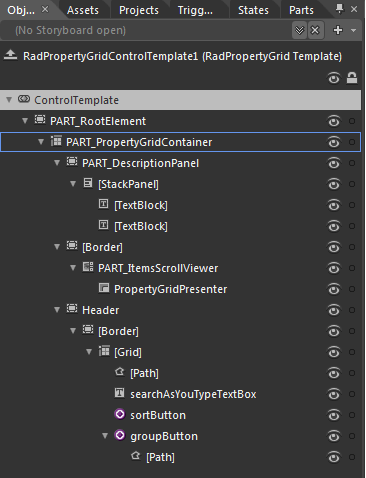 Obj... × Assets Projects Trigg... States Parts
(No Storyboard open)
RadPropertyGridControlTemplate1 (RadPropertyGrid Template)
ControlTemplate
PART_RootElement
PART_PropertyGridContainer
PART_DescriptionPanel
[StackPanel]
[TextBlock]
[TextBlock]
[Border]
PART_ItemsScrollViewer
PropertyGridPresenter
Header
[Border]
[Grid]
[Path]
searchAsYouTypeTextBox
sortButton
groupButton
[Path]